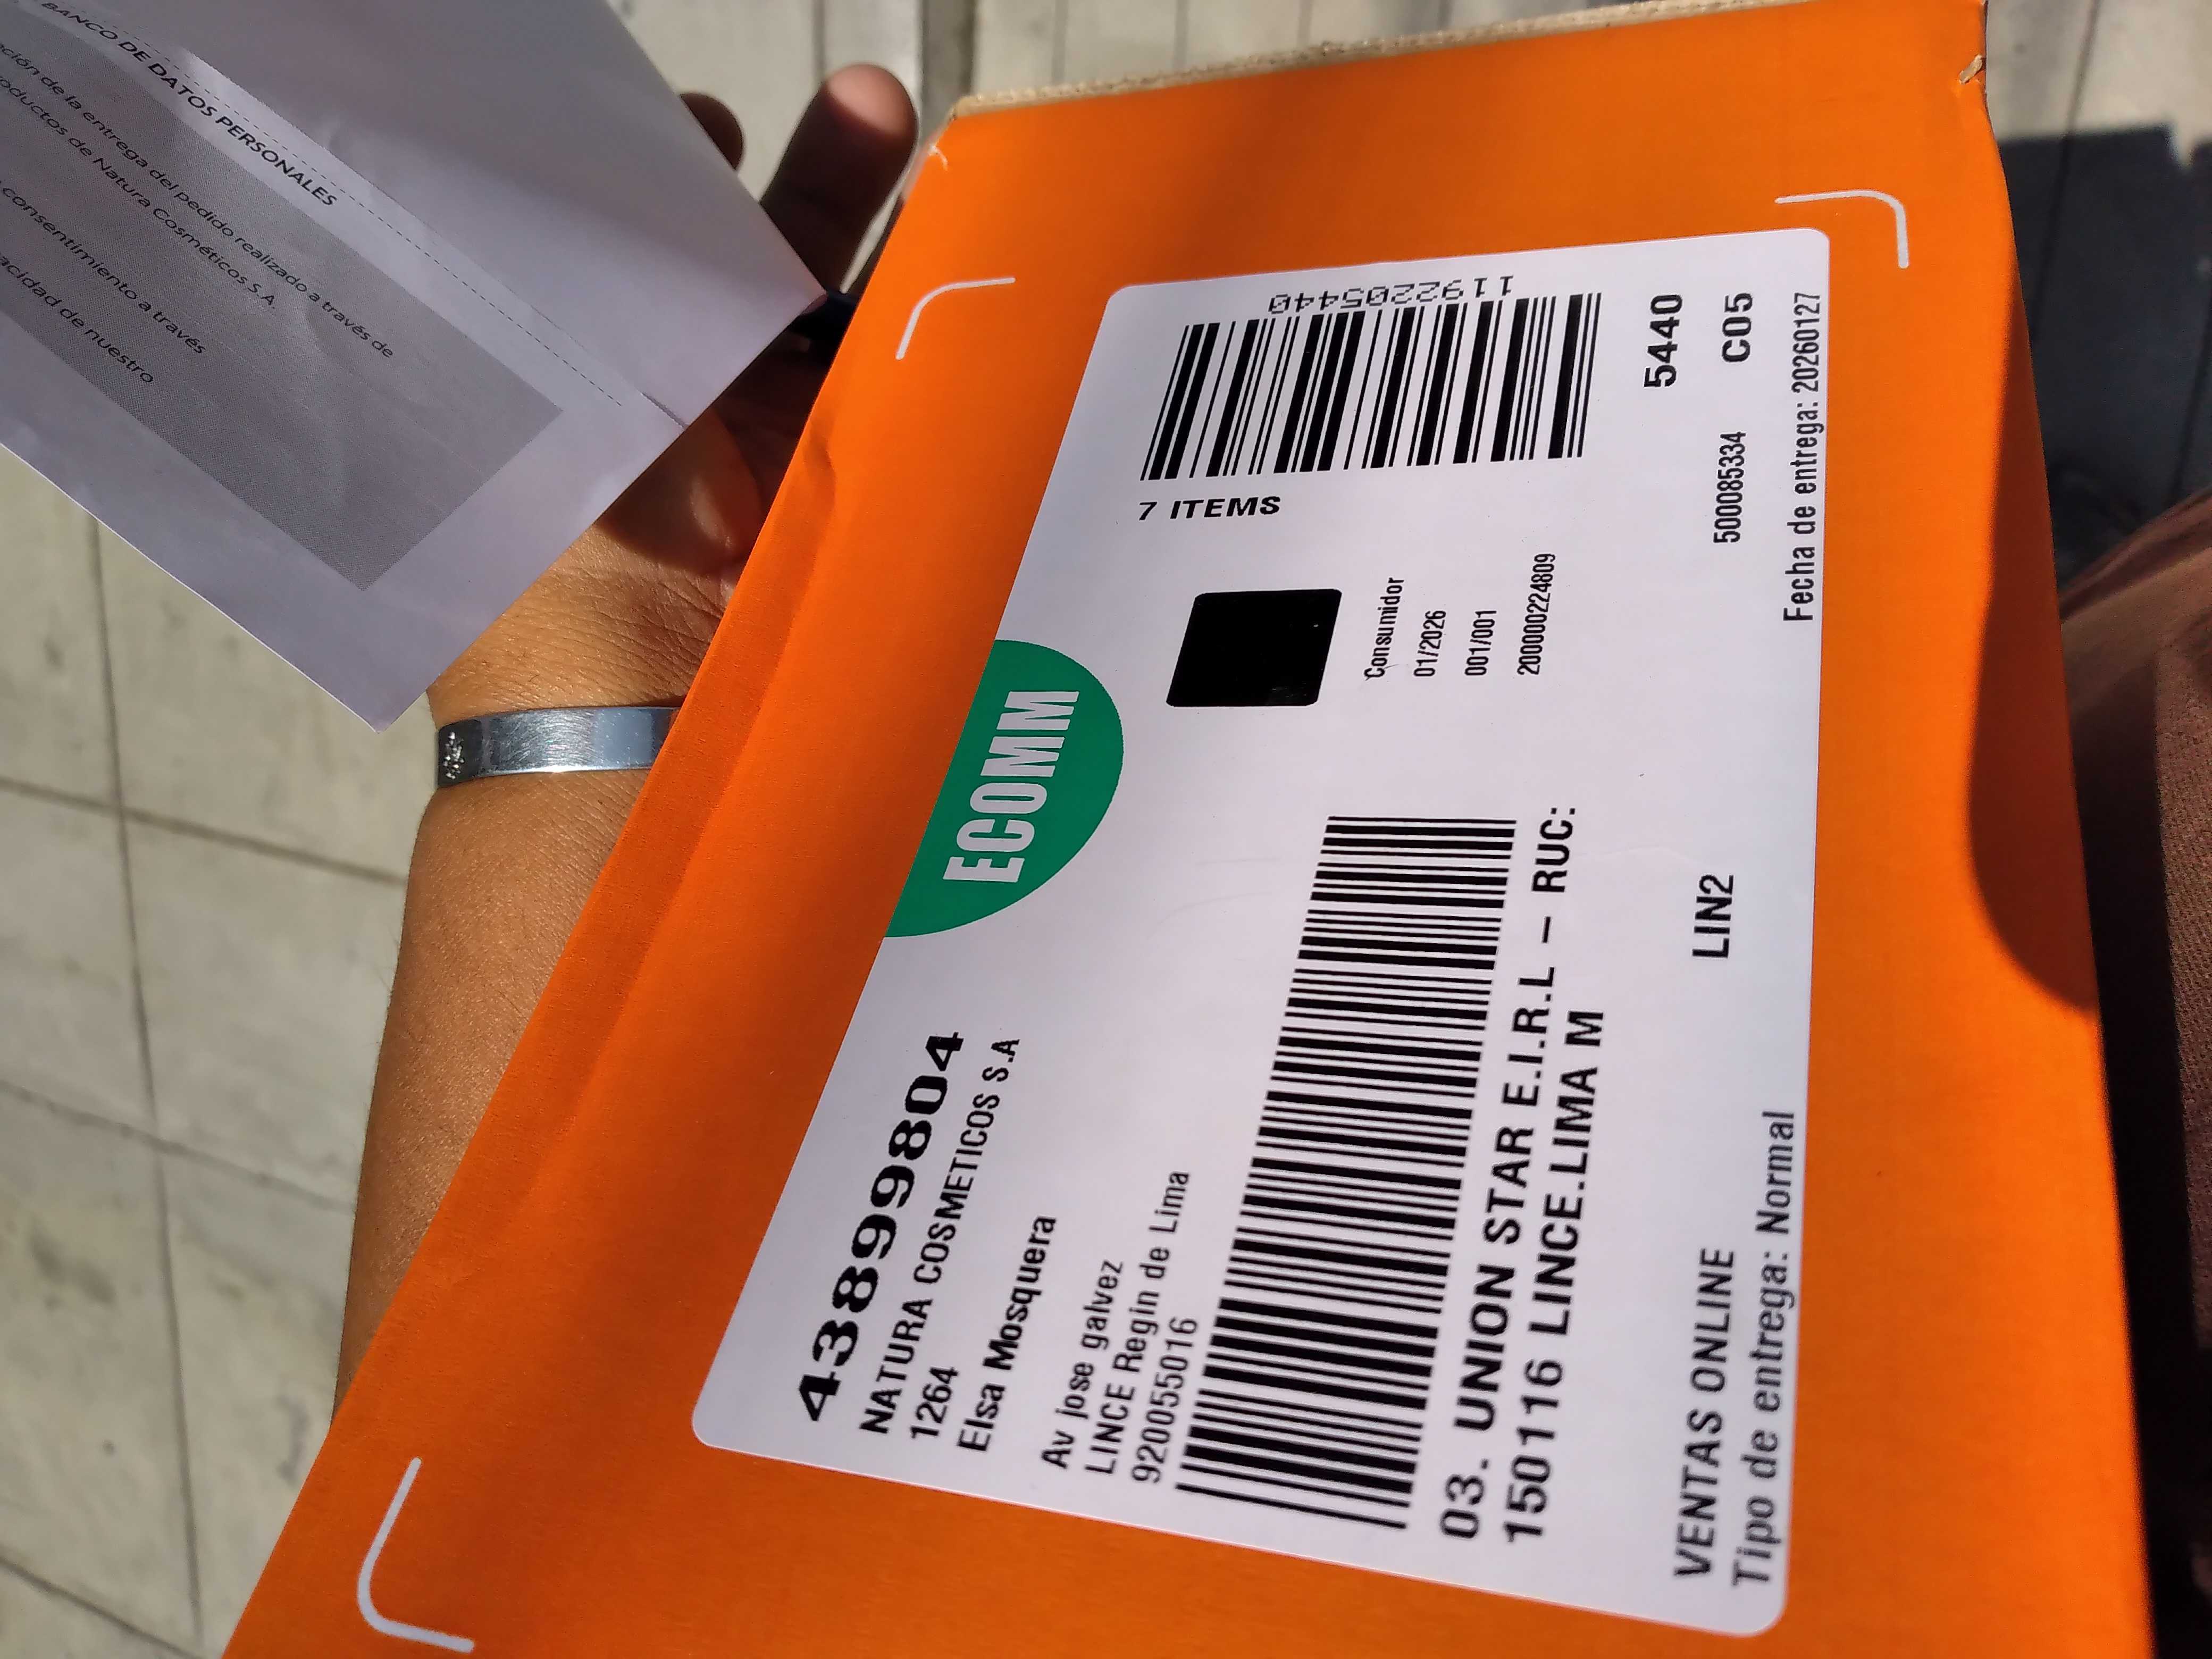 BANCO DE DATOS PERSONALES
ción de la entrega del pedido realizado a través de
oductos de Natura Cosméticos S.A.
consentimiento a través
acidad de nuestro
43899804
NATURA COSMETICOS S.A
1264
Elsa Mosquera
Av jose galvez
LINCE Regin de Lima
920055016
ECOMM
1192205440
7 ITEMS
Consumidor
01/2026
001/001
200000224809
03. UNION STAR E.I.R.L – RUC:
150116 LINCE.LIMA M
5440
VENTAS ONLINE
LIN2
500085334
C05
Tipo de entrega: Normal
Fecha de entrega: 20260127